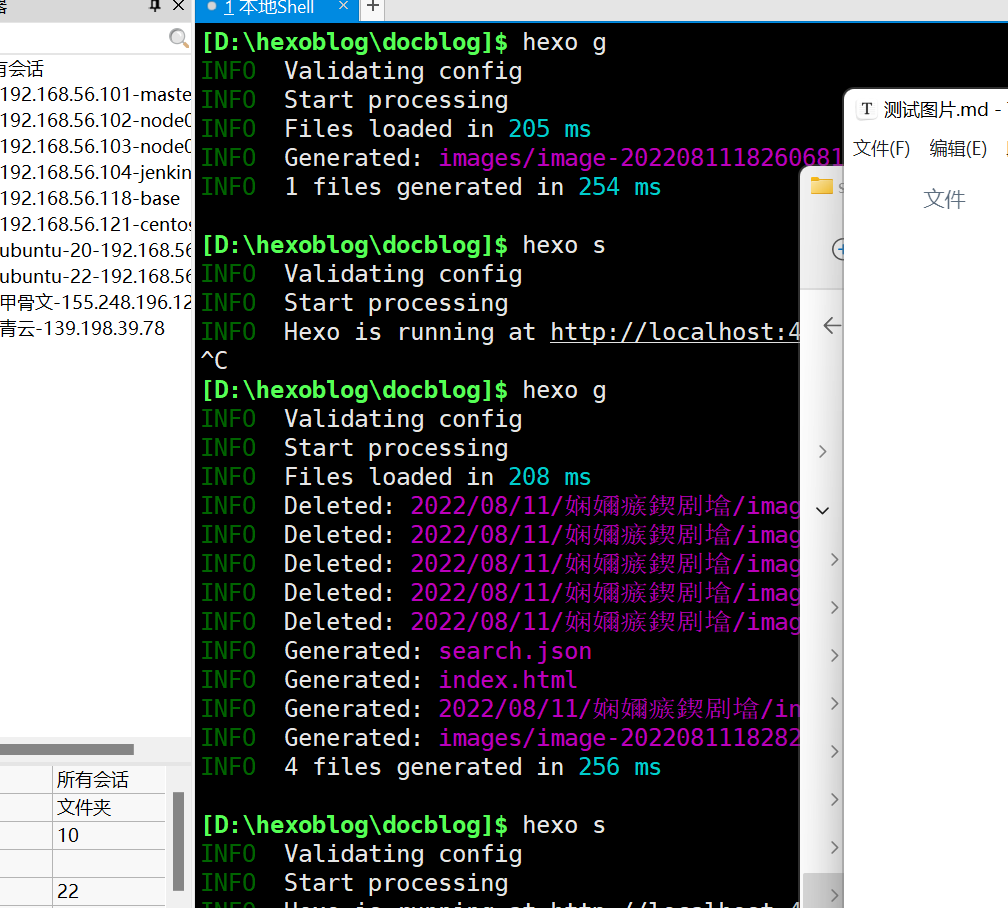 器
1 本地Shell
有会话
192.168.56.101-maste
192.168.56.102-node0
192.168.56.103-node0
192.168.56.104-jenkin
192.168.56.118-base
192.168.56.121-centos
ubuntu-20-192.168.56
ubuntu-22-192.168.56
甲骨文-155.248.196.12
青云-139.198.39.78
所有会话
文件夹
10
22
[D:\hexoblog\docblog]$ hexo g
INFO  Validating config
INFO  Start processing
INFO  Files loaded in 205 ms
INFO  Generated: images/image-2022081118260681
INFO  1 files generated in 254 ms
[D:\hexoblog\docblog]$ hexo s
INFO  Validating config
INFO  Start processing
INFO  Hexo is running at http://localhost:4
^C
[D:\hexoblog\docblog]$ hexo g
INFO  Validating config
INFO  Start processing
INFO  Files loaded in 208 ms
INFO  Deleted: 2022/08/11/娴嬭瘯鍥剧墖/imag
INFO  Deleted: 2022/08/11/娴嬭瘯鍥剧墖/imag
INFO  Deleted: 2022/08/11/娴嬭瘯鍥剧墖/imag
INFO  Deleted: 2022/08/11/娴嬭瘯鍥剧墖/imag
INFO  Deleted: 2022/08/11/娴嬭瘯鍥剧墖/imag
INFO  Generated: search.json
INFO  Generated: index.html
INFO  Generated: 2022/08/11/娴嬭瘯鍥剧墖/in
INFO  Generated: images/image-2022081118282
INFO  4 files generated in 256 ms
[D:\hexoblog\docblog]$ hexo s
INFO  Validating config
INFO  Start processing
INFO  Hexo is running at http://localhost:4
T 测试图片.md -
文件(F) 编辑(E)
文件
s